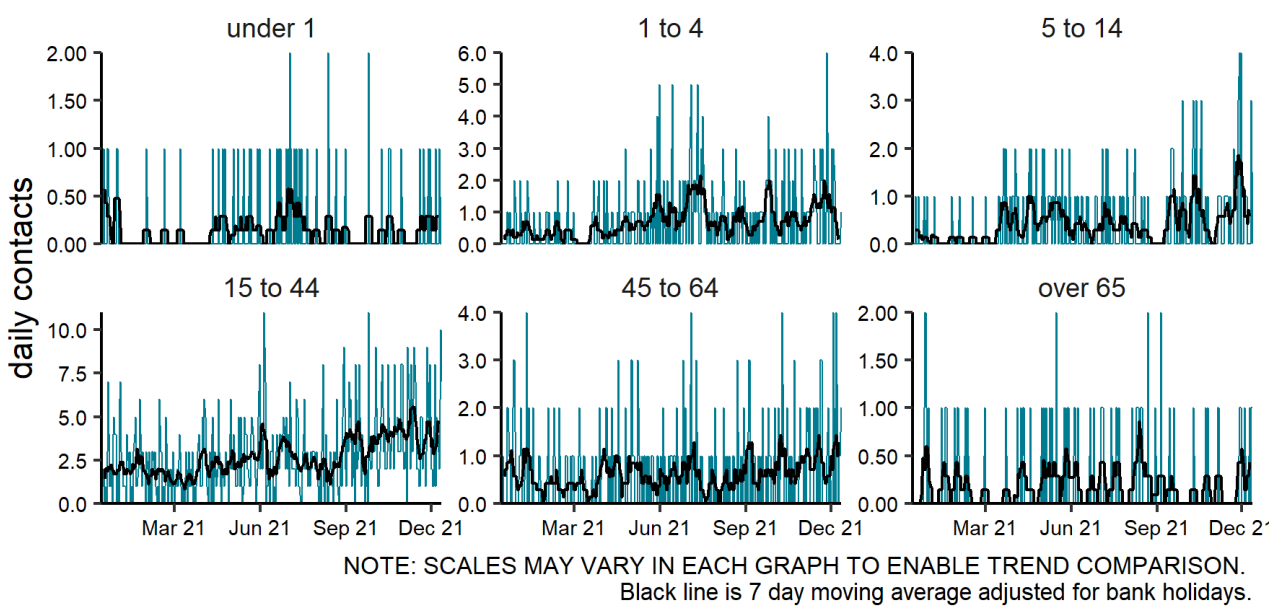 under 1
1 to 4
5 to 14
2.00
1.50
1.00
0.50
0.00
6.0
5.0
4.0
3.0
2.0
1.0
0.0
4.0
3.0
2.0
1.0
0.0
daily contacts
15 to 44
45 to 64
over 65
10.0
7.5
5.0
2.5
0.0
4.0
3.0
2.0
1.0
0.0
2.00
1.50
1.00
0.50
0.00
Mar 21 Jun 21 Sep 21 Dec 21
Mar 21 Jun 21 Sep 21 Dec 21
Mar 21 Jun 21 Sep 21 Dec 21
NOTE: SCALES MAY VARY IN EACH GRAPH TO ENABLE TREND COMPARISON.
Black line is 7 day moving average adjusted for bank holidays.